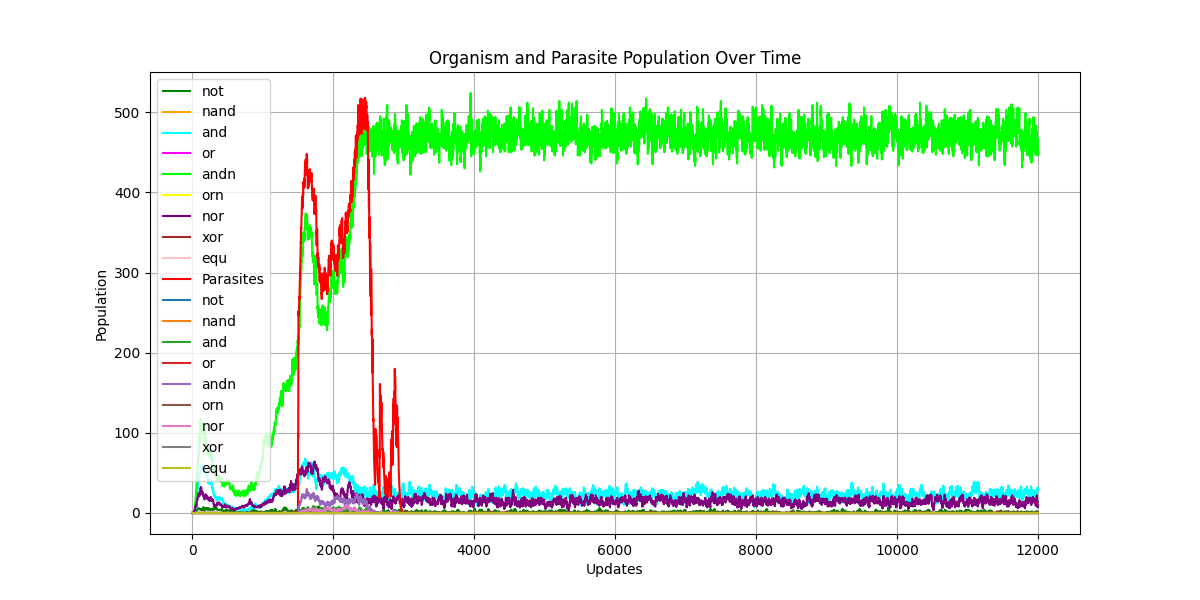 Organism and Parasite Population Over Time
not
nand
and
or
andn
orn
nor
xor
equ
Parasites
not
nand
and
or
andn
orn
nor
xor
equ
Population
500
400
300
200
100
0
0 2000 4000 6000 8000 10000 12000
Updates